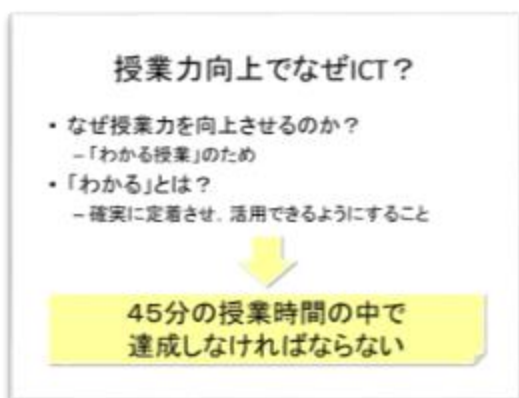 授業力向上でなぜICT？
・なぜ授業力を向上させるのか？
－「わかる授業」のため
・「わかる」とは？
－確実に定着させ，活用できるようにすること
４５分の授業時間の中で
達成しなければならない